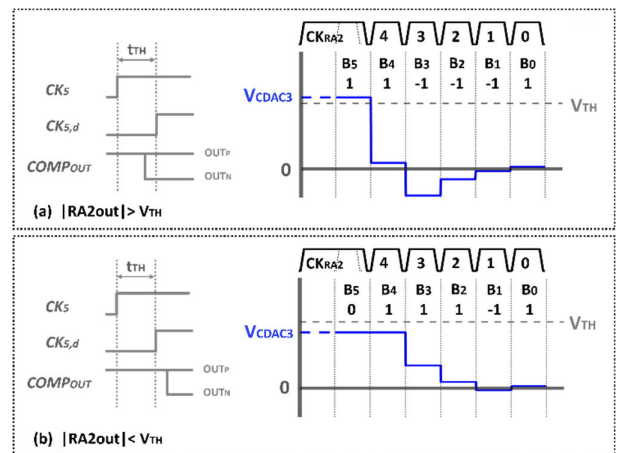 tTH
CK5
CK5,d
COMPOUT
OUTP
OUTN
(a) |RA2out|> VTH
CKRA2 4 3 2 1 0
B5 B4 B3 B2 B1 B0
1 1 -1 -1 -1 1
VCDAC3
VTH
0
tTH
CK5
CK5,d
COMPOUT
OUTP
OUTN
(b) |RA2out|< VTH
CKRA2 4 3 2 1 0
B5 B4 B3 B2 B1 B0
0 1 1 1 -1 1
VTH
VCDAC3
0